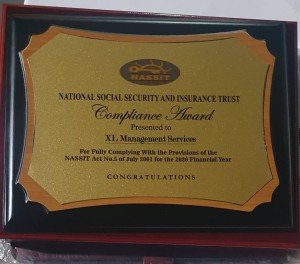 NASSIT
NATIONAL SOCIAL SECURITY AND INSURANCE TRUST
Compliance Award
Presented to
XL Management Services
For Fully Complying With the Provisions of the
NASSIT Act No.5 of July 2001 for the 2020 Financial Year
CONGRATULATIONS